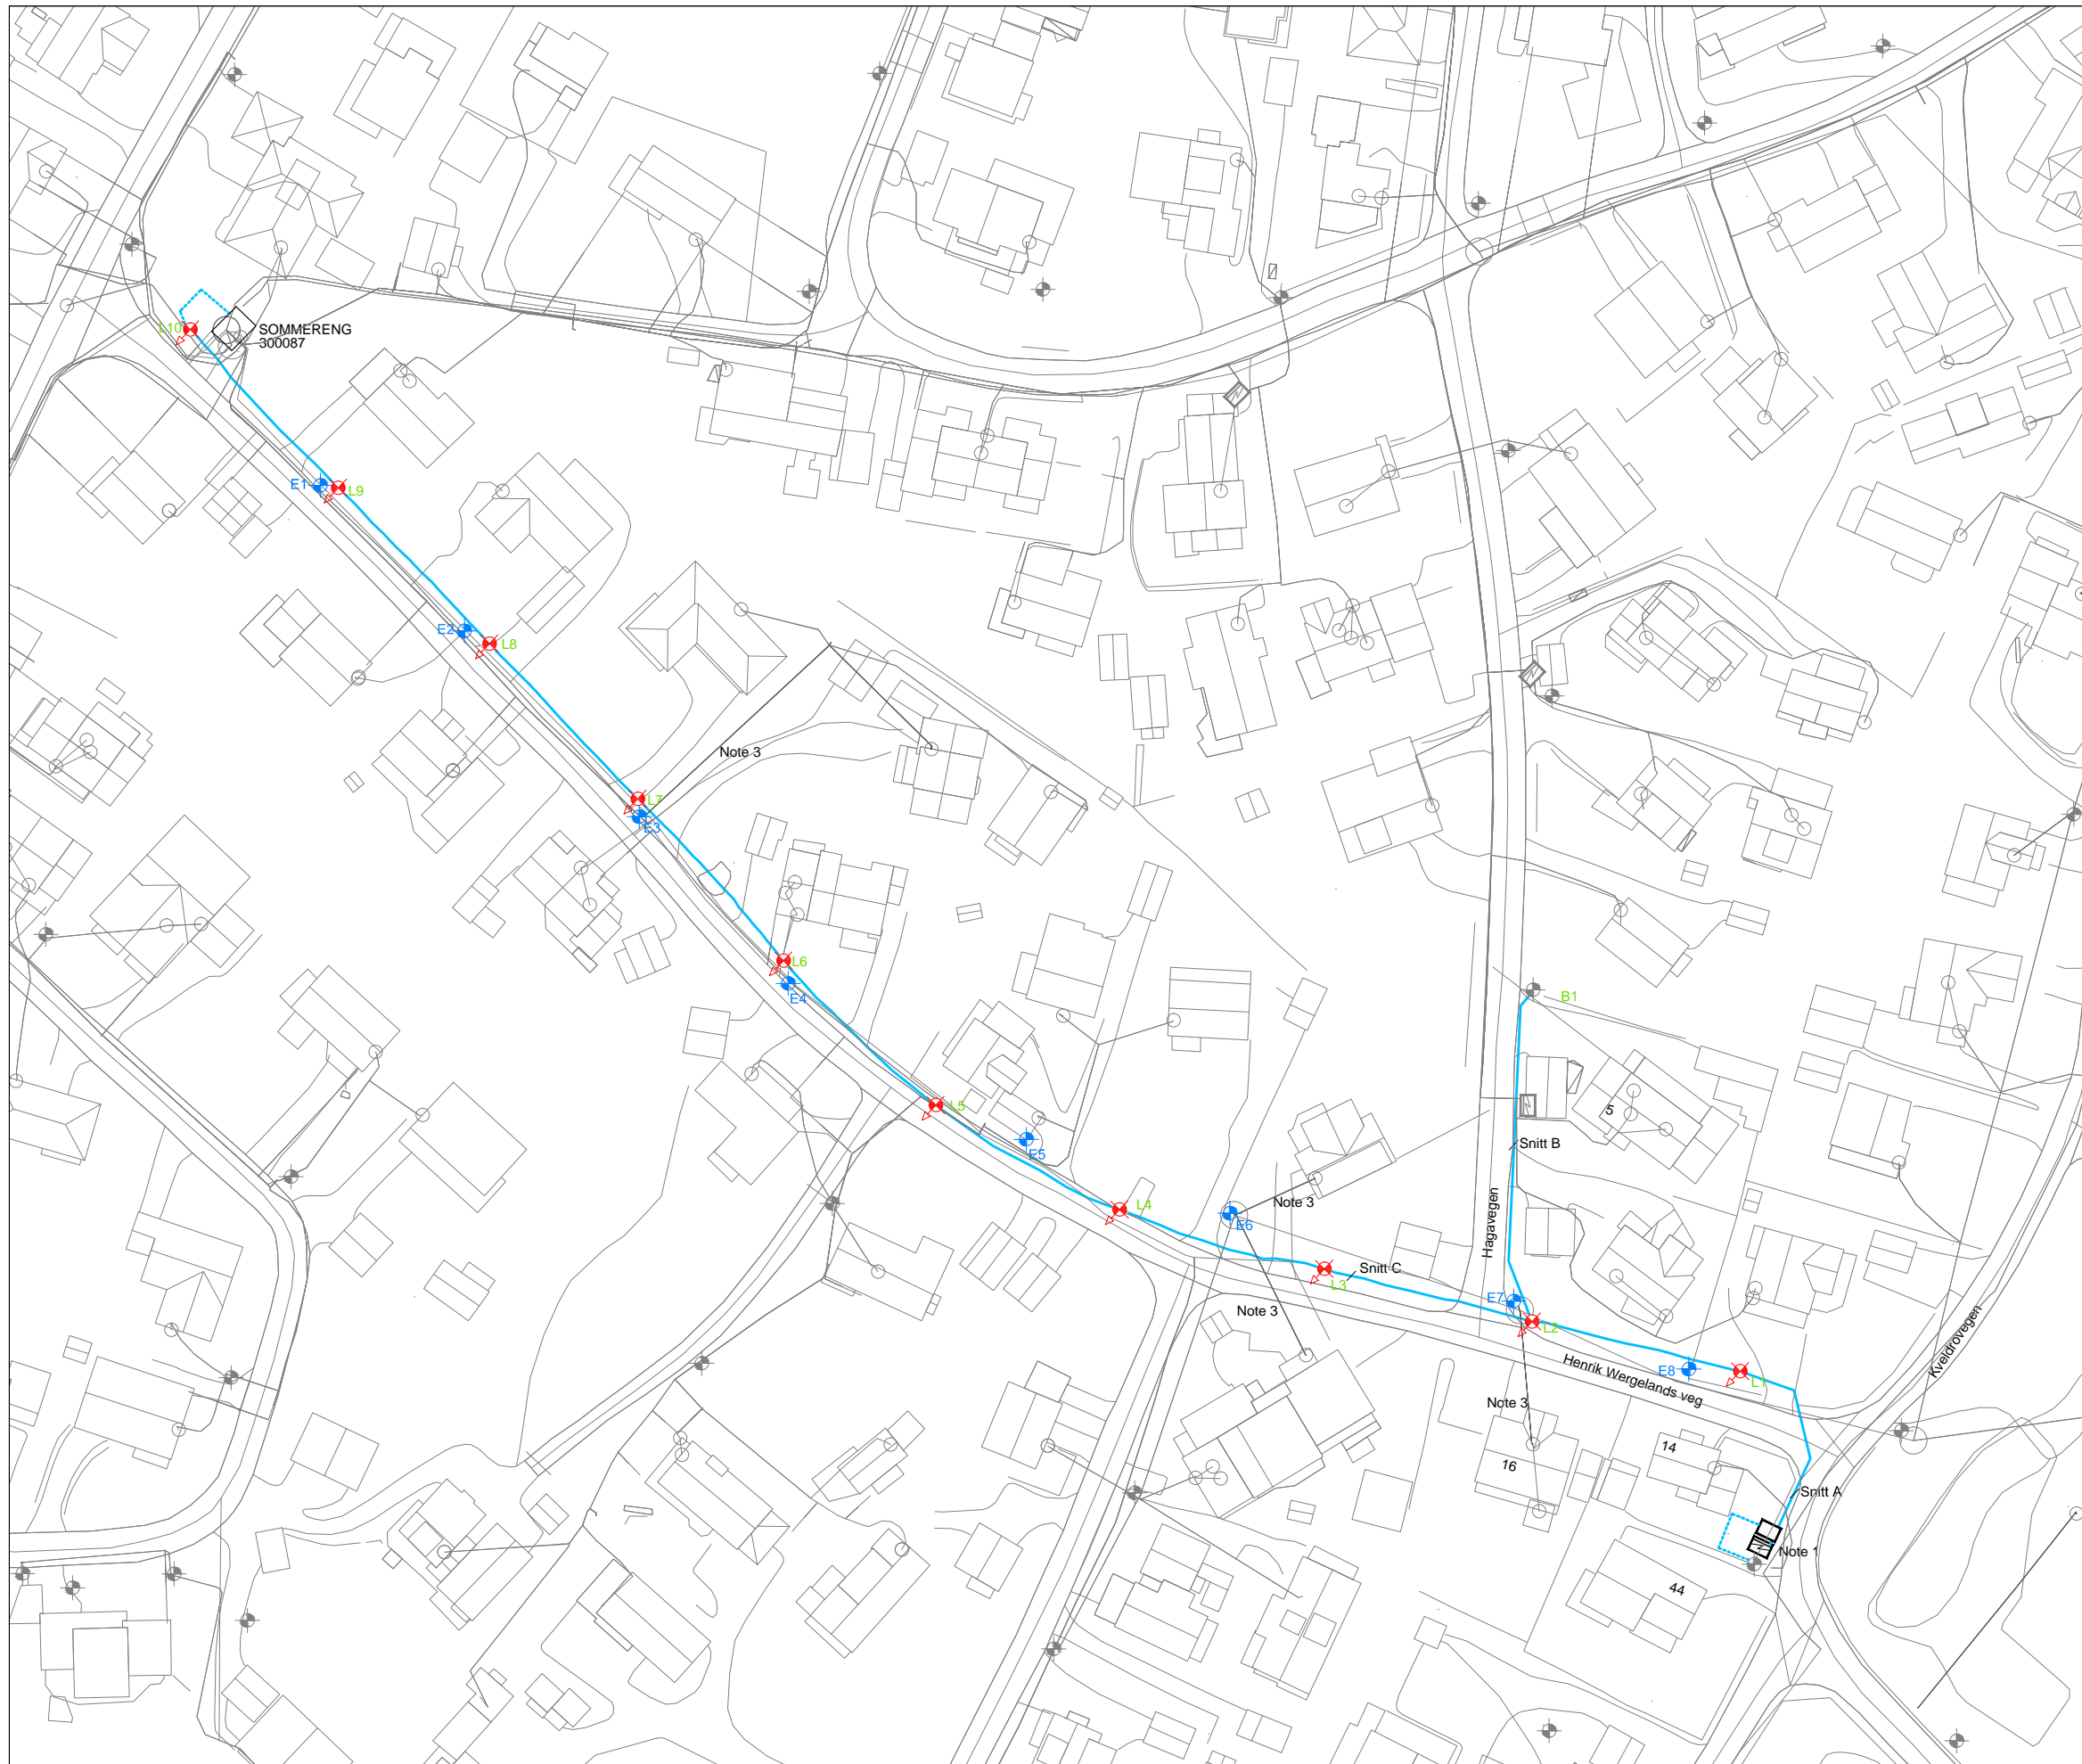 L10
SOMMERENG
300087
E1
L9
E2
L8
Note 3
L7
E3
L6
E4
B1
L5
5
E5
Snitt B
L4
Note 3
E6
Hagavegen
Snitt C
L3
Note 3
E7
L2
Henrik Wergelands veg
E8
L1
Kveldrovegen
Note 3
14
16
Snitt A
Note 1
44